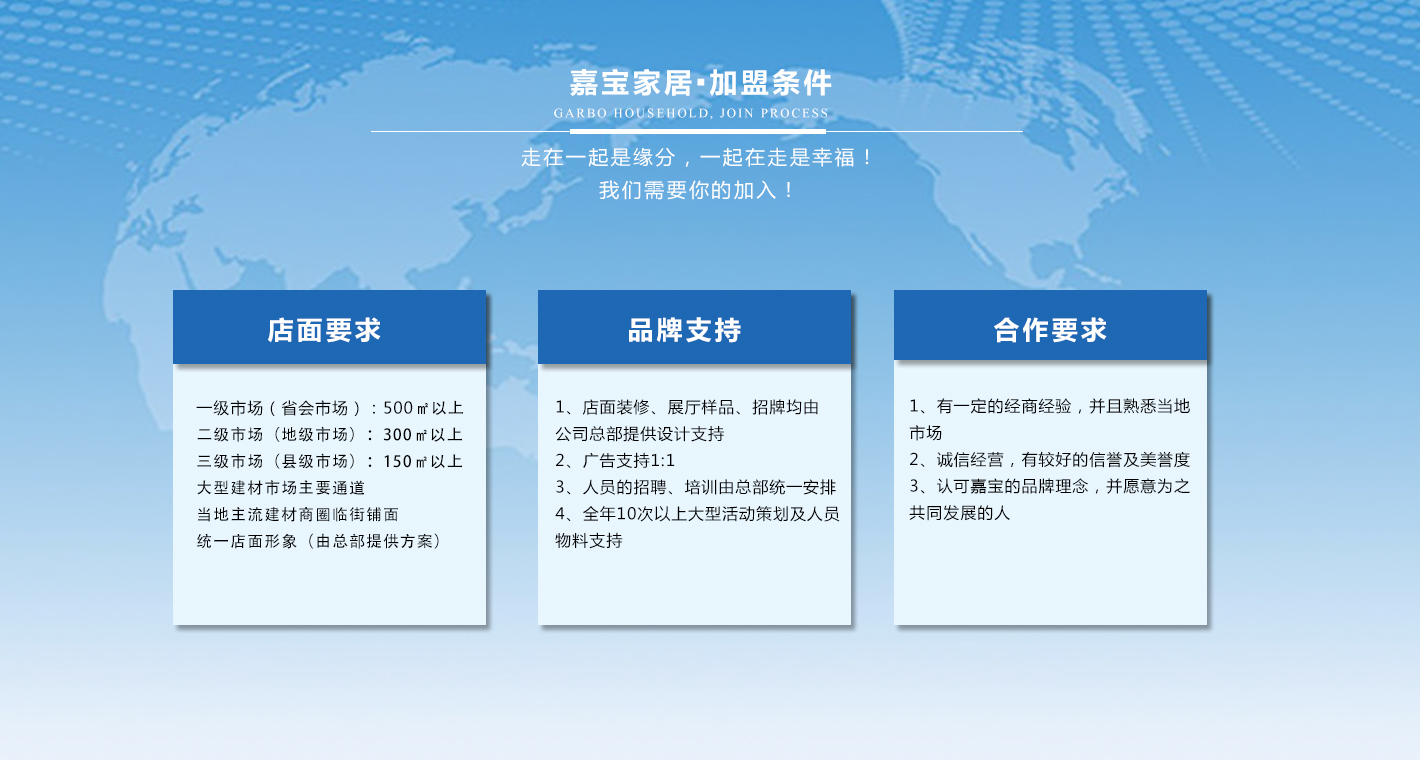 嘉宝家居·加盟条件
GARBO HOUSEHOLD, JOIN PROCESS
走在一起是缘分，一起在走是幸福！
我们需要你的加入！
店面要求
一级市场（省会市场）：500㎡以上
二级市场（地级市场）：300㎡以上
三级市场（县级市场）：150㎡以上
大型建材市场主要通道
当地主流建材商圈临街铺面
统一店面形象（由总部提供方案）
品牌支持
1、店面装修、展厅样品、招牌均由
公司总部提供设计支持
2、广告支持1:1
3、人员的招聘、培训由总部统一安排
4、全年10次以上大型活动策划及人员
物料支持
合作要求
1、有一定的经商经验，并且熟悉当地
市场
2、诚信经营，有较好的信誉及美誉度
3、认可嘉宝的品牌理念，并愿意为之
共同发展的人